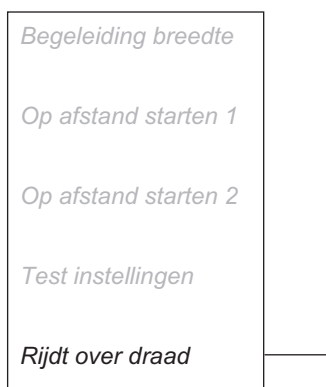 Begeleiding breedte
Op afstand starten 1
Op afstand starten 2
Test instellingen
Rijdt over draad